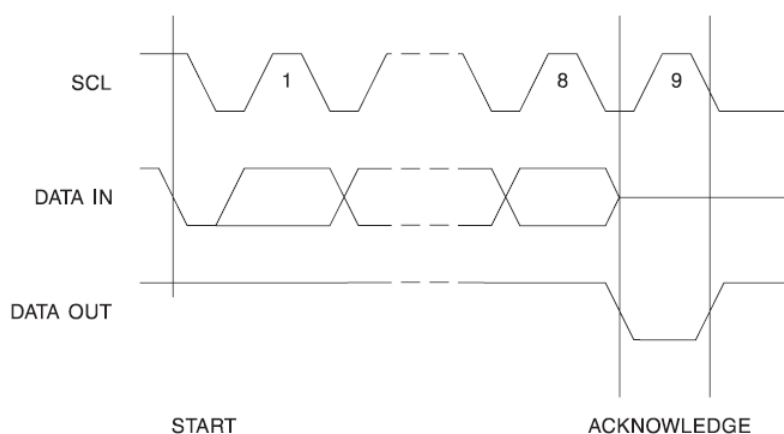 SCL
1
8
9
DATA IN
DATA OUT
START
ACKNOWLEDGE